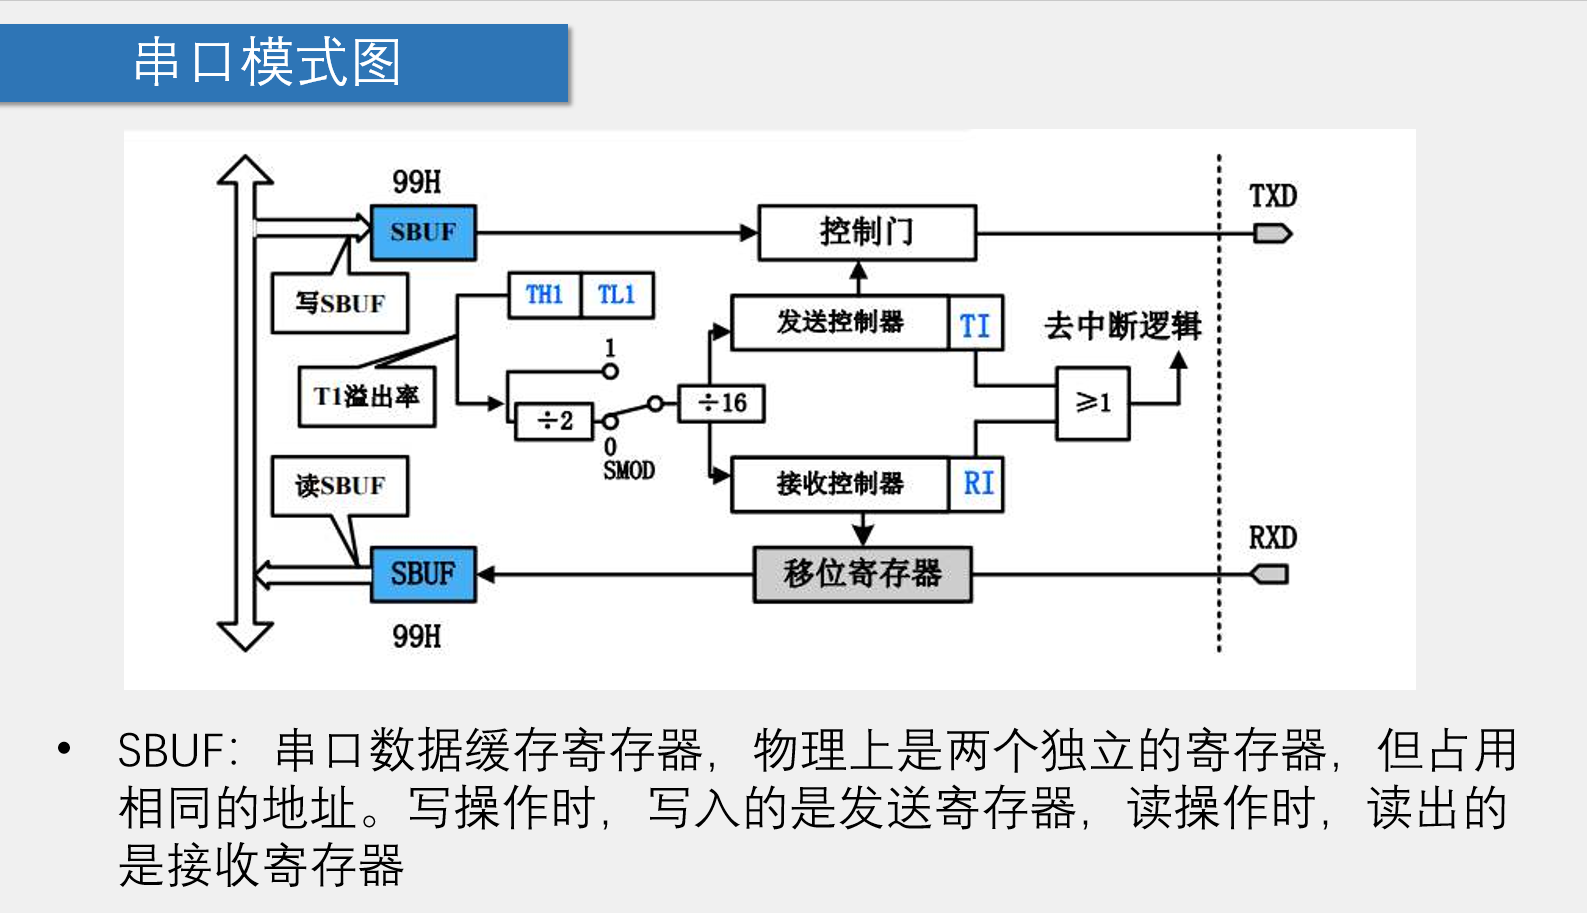 串口模式图
99H
SBUF
控制门
TXD
写SBUF
TH1 TL1
发送控制器 TI
去中断逻辑
1
T1溢出率
÷2
÷16
≥1
0
SMOD
读SBUF
接收控制器 RI
RXD
SBUF
移位寄存器
99H
• SBUF：串口数据缓存寄存器，物理上是两个独立的寄存器，但占用
相同的地址。写操作时，写入的是发送寄存器，读操作时，读出的
是接收寄存器